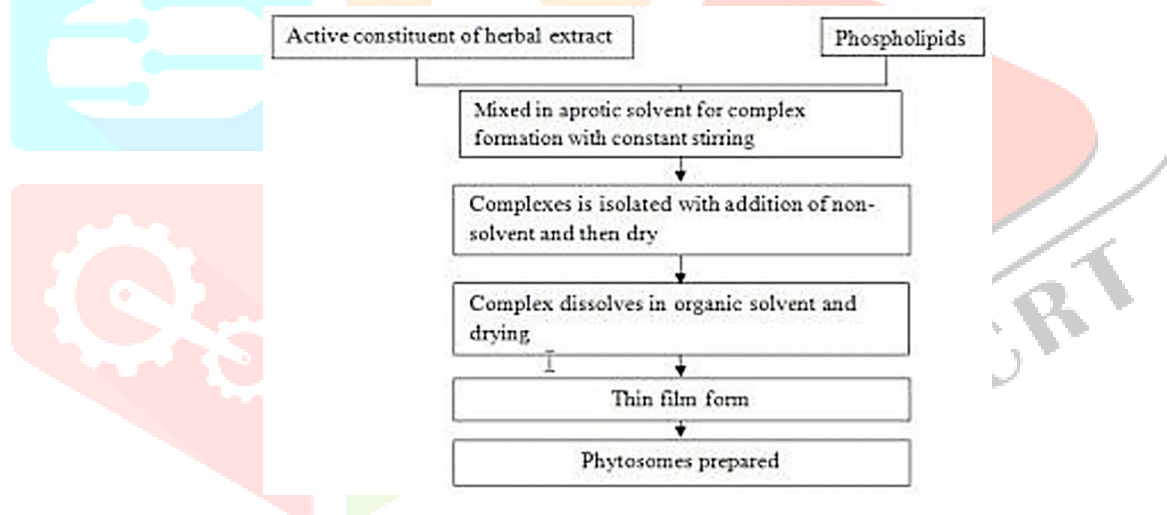 Active constituent of herbal extract
Phospholipids
Mixed in aprotic solvent for complex
formation with constant stirring
Complexes is isolated with addition of non-
solvent and then dry
Complex dissolves in organic solvent and
drying
Thin film form
Phytosomes prepared
CRT